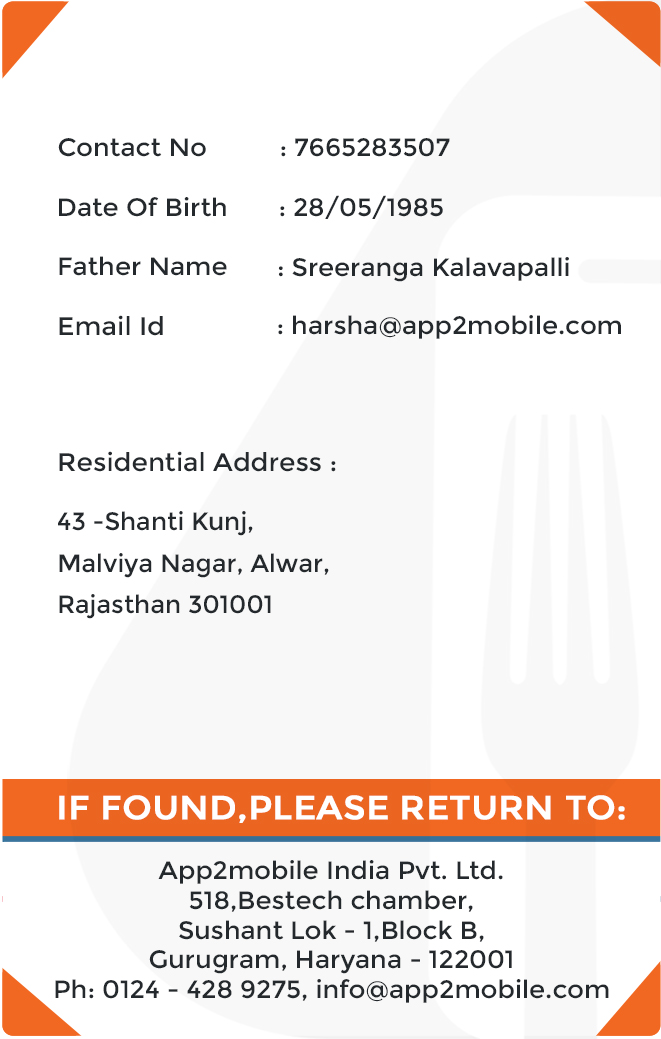 Contact No : 7665283507
Date Of Birth : 28/05/1985
Father Name : Sreeranga Kalavapalli
Email Id : harsha@app2mobile.com
Residential Address :
43 -Shanti Kunj,
Malviya Nagar, Alwar,
Rajasthan 301001
IF FOUND,PLEASE RETURN TO:
App2mobile India Pvt. Ltd.
518,Bestech chamber,
Sushant Lok - 1,Block B,
Gurugram, Haryana - 122001
Ph: 0124 - 428 9275, info@app2mobile.com